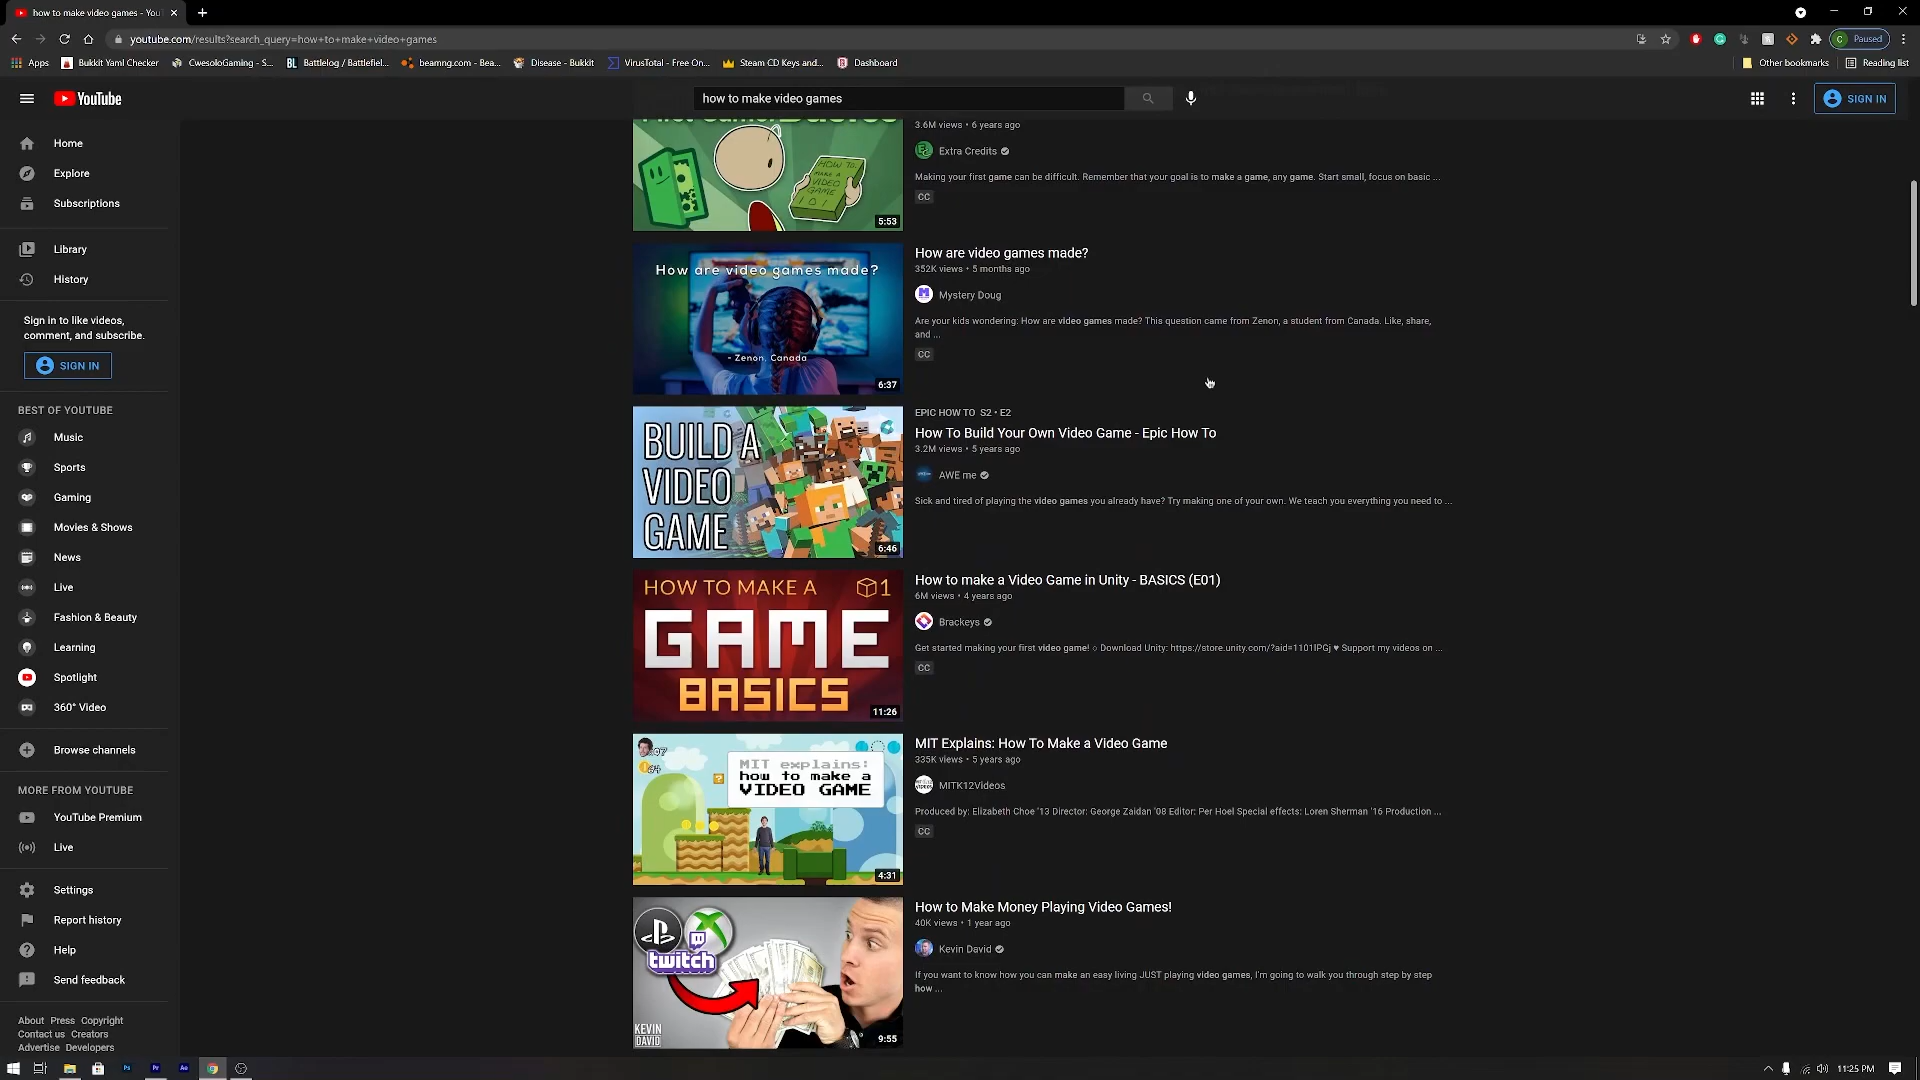 how to make video games - You
youtube.com/results?search_query=how+to+make+video+games
C Paused
Apps Bukkit Yaml Checker CwesoloGaming - S... BL Battlelog / Battlefiel... beamng.com - Bea... Disease - Bukkit VirusTotal - Free On... Steam CD Keys and... Dashboard Other bookmarks Reading list
YouTube
how to make video games
SIGN IN
Home
Explore
Subscriptions
Library
History
Sign in to like videos,
comment, and subscribe.
SIGN IN
BEST OF YOUTUBE
Music
Sports
Gaming
Movies & Shows
News
Live
Fashion & Beauty
Learning
Spotlight
360° Video
Browse channels
MORE FROM YOUTUBE
YouTube Premium
Live
Settings
Report history
Help
Send feedback
About Press Copyright
Contact us Creators
Advertise Developers
HOW TO
MAKE A
VIDEO
GAME
101
5:53
3.6M views • 6 years ago
Extra Credits
Making your first game can be difficult. Remember that your goal is to make a game, any game. Start small, focus on basic ...
CC
How are video games made?
- Zenon, Canada
6:37
How are video games made?
352K views • 5 months ago
Mystery Doug
Are your kids wondering: How are video games made? This question came from Zenon, a student from Canada. Like, share,
and ...
CC
BUILD A
VIDEO
GAME
6:46
EPIC HOW TO S2 • E2
How To Build Your Own Video Game - Epic How To
3.2M views • 5 years ago
AWE me
Sick and tired of playing the video games you already have? Try making one of your own. We teach you everything you need to ...
HOW TO MAKE A 1
GAME
BASICS
11:26
How to make a Video Game in Unity - BASICS (E01)
6M views • 4 years ago
Brackeys
Get started making your first video game! ○ Download Unity: https://store.unity.com/?aid=1101lPGj ♥ Support my videos on ...
CC
MIT explains:
how to make a
VIDEO GAME
4:31
MIT Explains: How To Make a Video Game
335K views • 5 years ago
MITK12Videos
Produced by: Elizabeth Choe '13 Director: George Zaidan '08 Editor: Per Hoel Special effects: Loren Sherman '16 Production ...
CC
twitch
KEVIN
DAVID
9:55
How to Make Money Playing Video Games!
40K views • 1 year ago
Kevin David
If you want to know how you can make an easy living JUST playing video games, I'm going to walk you through step by step
how ...
Ps Pr Ae
11:25 PM